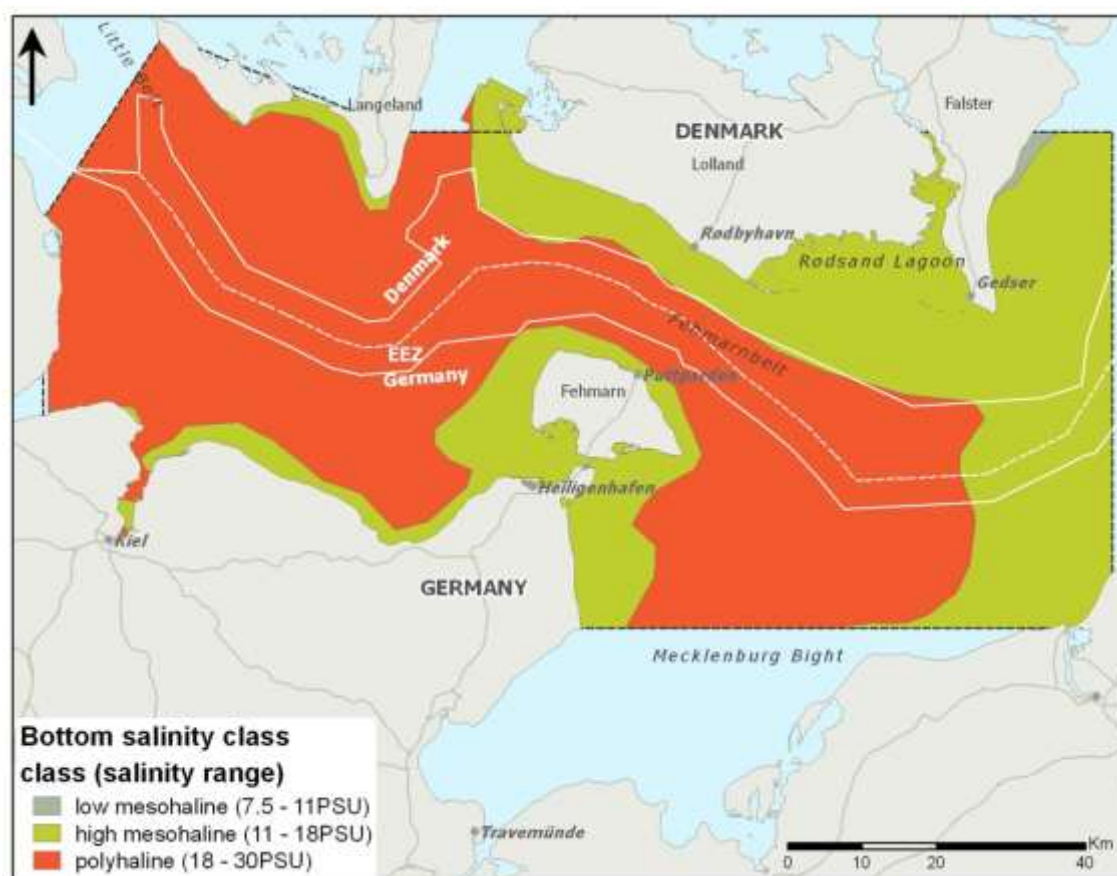 Little Belt
Langeland
Falster
DENMARK
Lolland
Rødbyhavn
Rødsand Lagoon
Gedser
Denmark
Fehmarnbelt
EEZ
Germany
Puttgarden
Fehmarn
Heiligenhafen
Kiel
GERMANY
Mecklenburg Bight
Bottom salinity class
class (salinity range)
low mesohaline (7.5 - 11PSU)
high mesohaline (11 - 18PSU)
polyhaline (18 - 30PSU)
Travemünde
Km
0 10 20 40